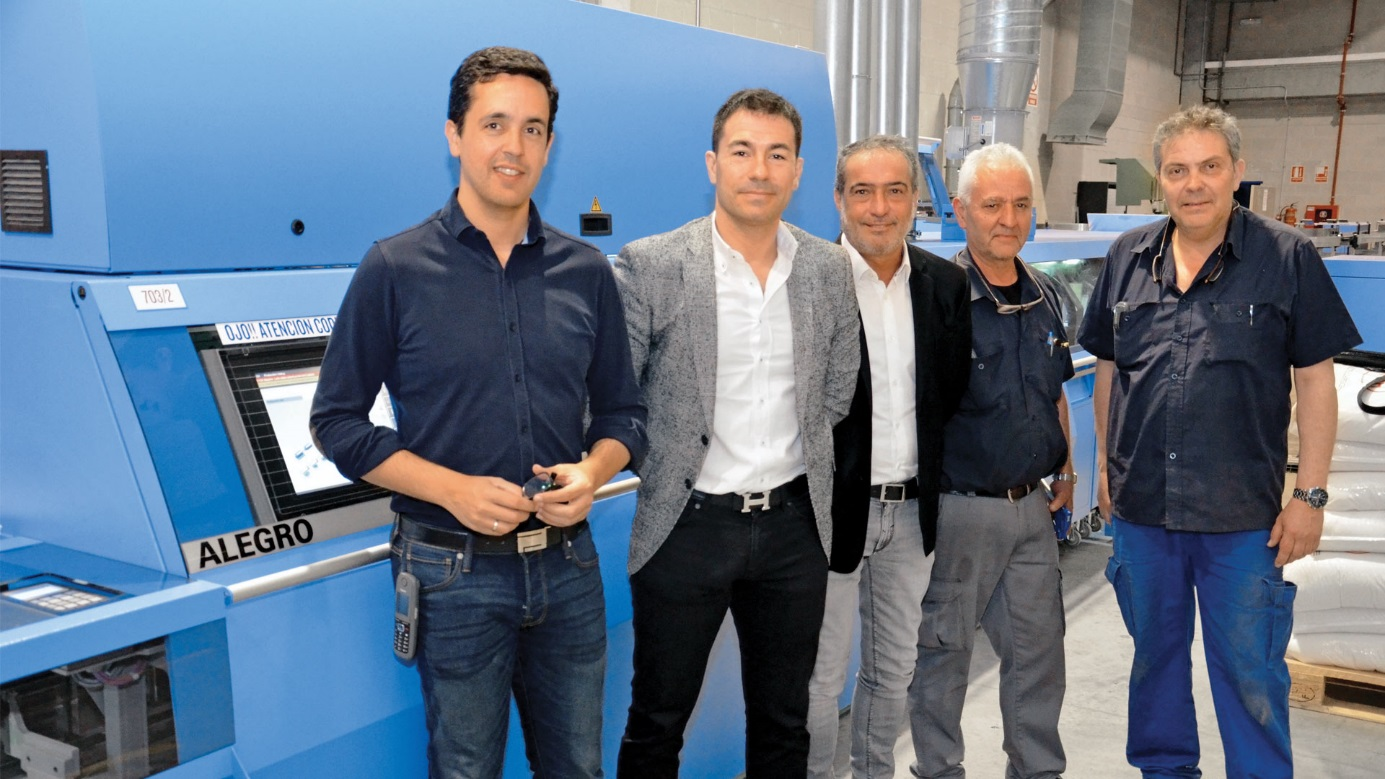 703/2
OJO!! ATENCION COD
ALEGRO